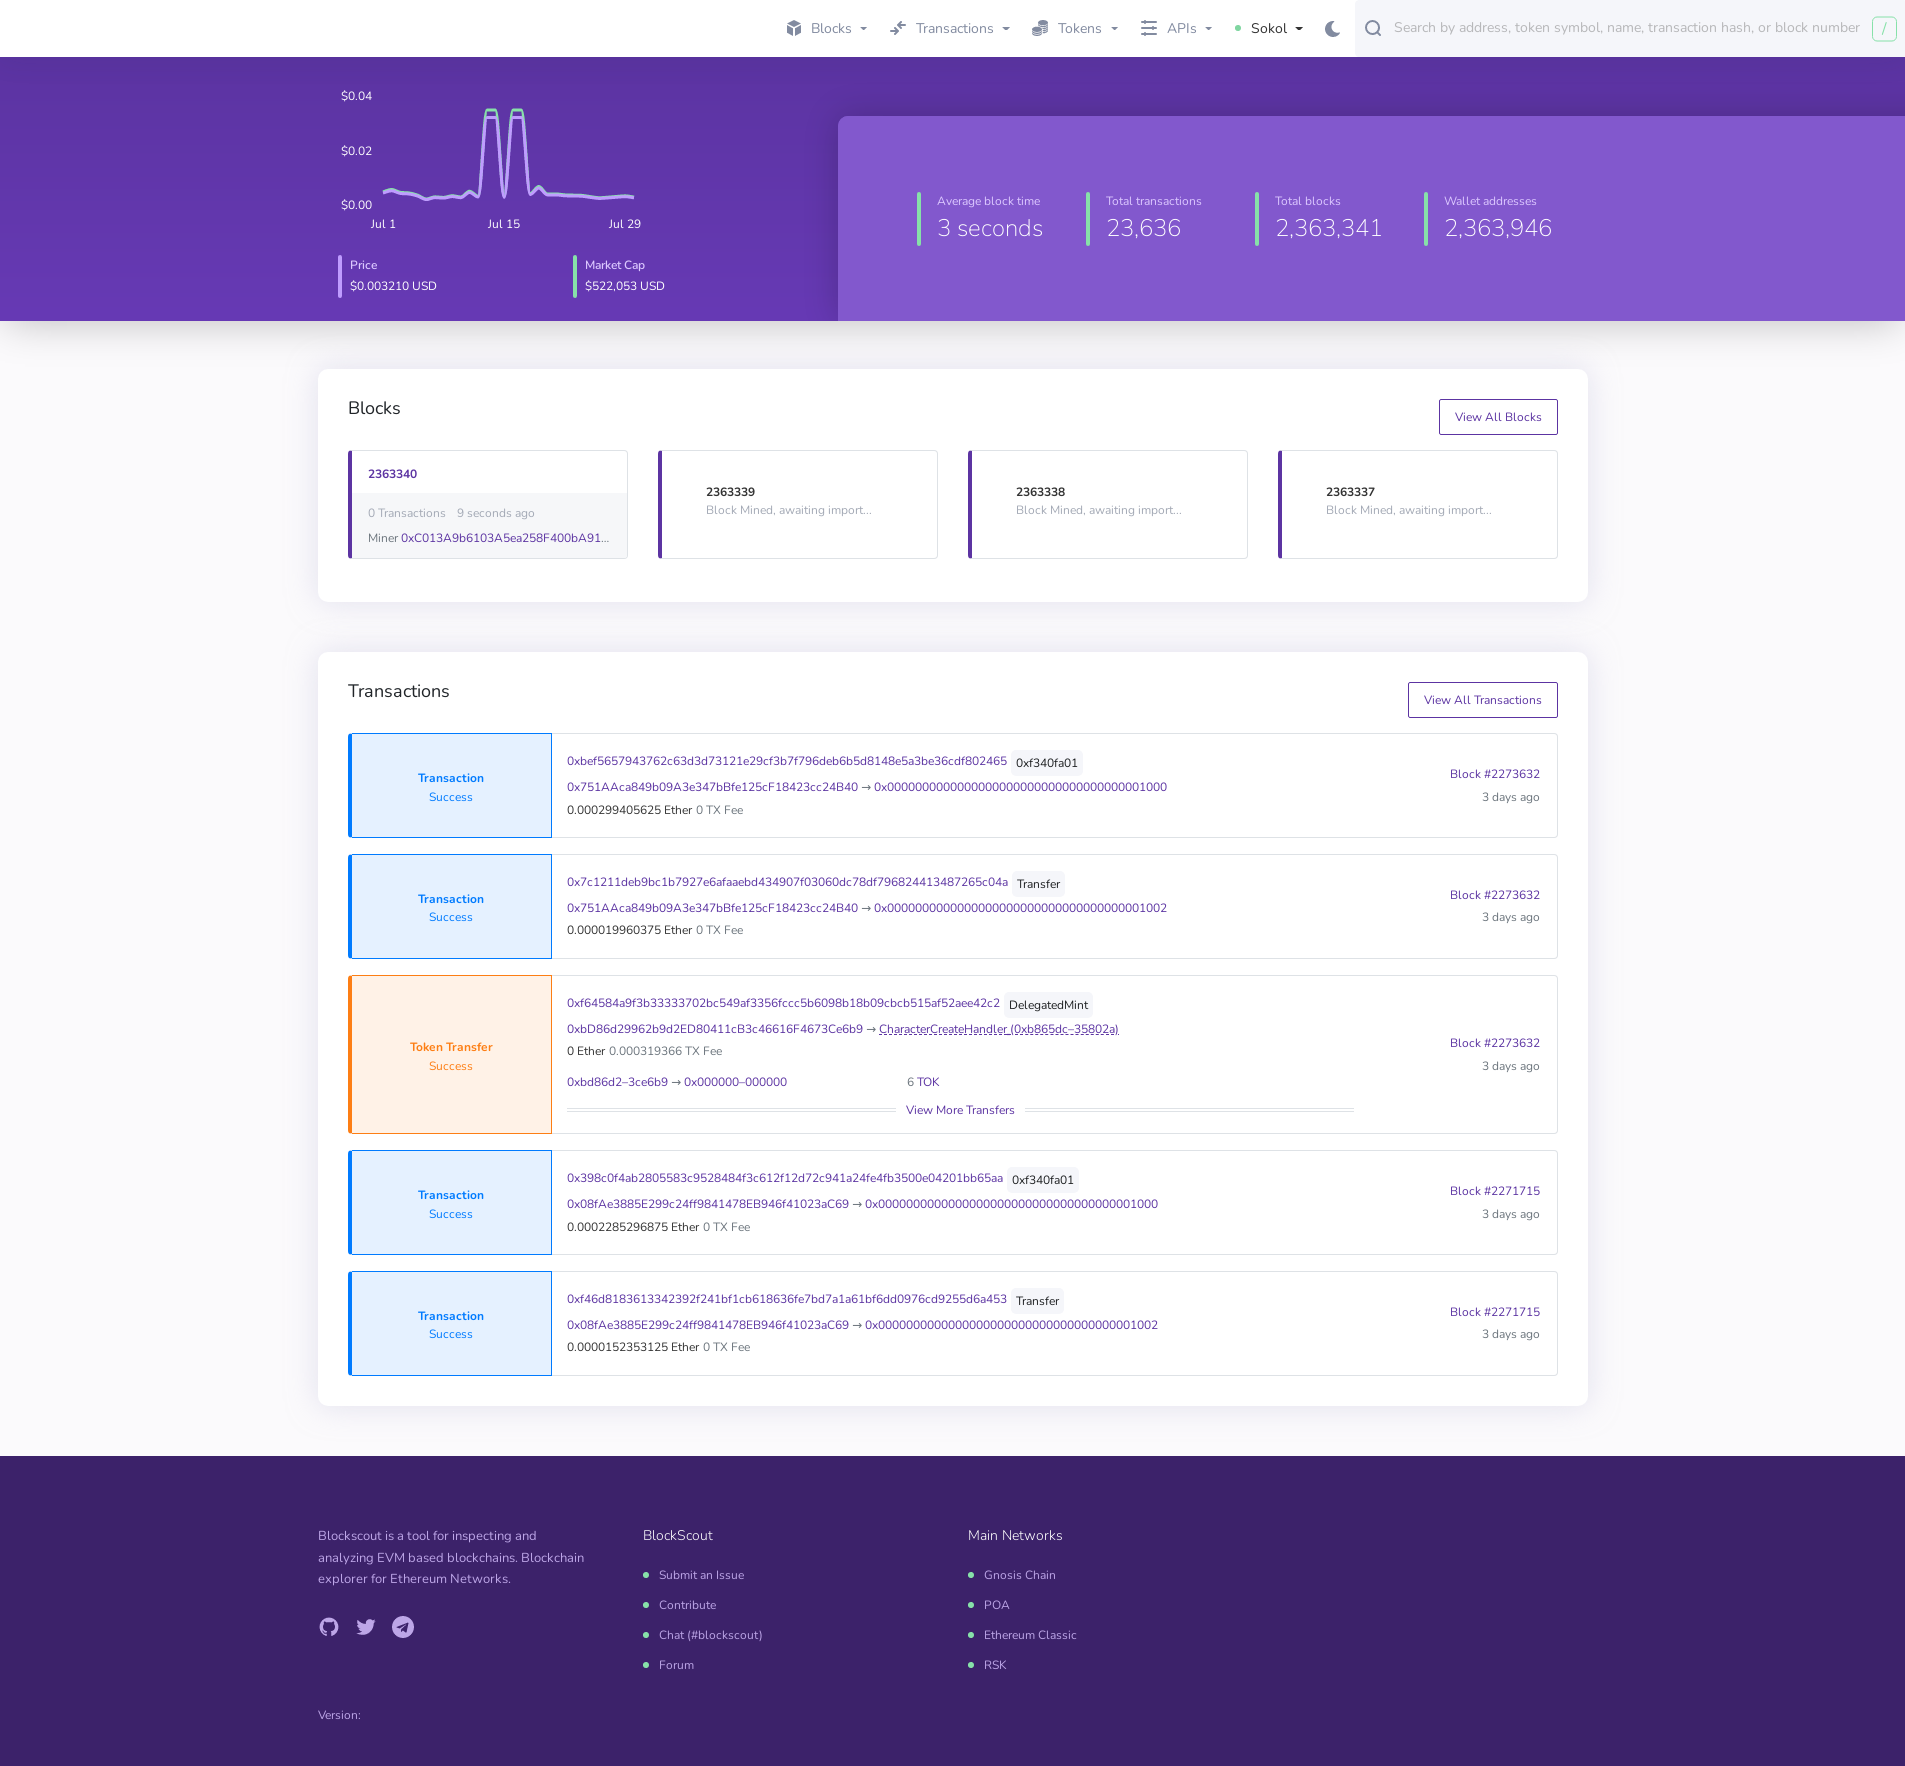 Blocks
Transactions
Tokens
APIs
Sokol
Search by address, token symbol, name, transaction hash, or block number
/
$0.04
$0.02
$0.00
Jul 1 Jul 15 Jul 29
Price
$0.003210 USD
Market Cap
$522,053 USD
Average block time
3 seconds
Total transactions
23,636
Total blocks
2,363,341
Wallet addresses
2,363,946
Blocks
View All Blocks
2363340
0 Transactions 9 seconds ago
Miner 0xC013A9b6103A5ea258F400bA91...
2363339
Block Mined, awaiting import...
2363338
Block Mined, awaiting import...
2363337
Block Mined, awaiting import...
Transactions
View All Transactions
Transaction
Success
0xbef5657943762c63d3d73121e29cf3b7f796deb6b5d8148e5a3be36cdf802465 0xf340fa01
0x751AAca849b09A3e347bBfe125cF18423cc24B40 → 0x0000000000000000000000000000000000001000
0.000299405625 Ether 0 TX Fee
Block #2273632
3 days ago
Transaction
Success
0x7c1211deb9bc1b7927e6afaaebd434907f03060dc78df796824413487265c04a Transfer
0x751AAca849b09A3e347bBfe125cF18423cc24B40 → 0x0000000000000000000000000000000000001002
0.000019960375 Ether 0 TX Fee
Block #2273632
3 days ago
Token Transfer
Success
0xf64584a9f3b33333702bc549af3356fccc5b6098b18b09cbcb515af52aee42c2 DelegatedMint
0xbD86d29962b9d2ED80411cB3c46616F4673Ce6b9 → CharacterCreateHandler (0xb865dc–35802a)
0 Ether 0.000319366 TX Fee
0xbd86d2–3ce6b9 → 0x000000–000000 6 TOK
View More Transfers
Block #2273632
3 days ago
Transaction
Success
0x398c0f4ab2805583c9528484f3c612f12d72c941a24fe4fb3500e04201bb65aa 0xf340fa01
0x08fAe3885E299c24ff9841478EB946f41023aC69 → 0x0000000000000000000000000000000000001000
0.0002285296875 Ether 0 TX Fee
Block #2271715
3 days ago
Transaction
Success
0xf46d8183613342392f241bf1cb618636fe7bd7a1a61bf6dd0976cd9255d6a453 Transfer
0x08fAe3885E299c24ff9841478EB946f41023aC69 → 0x0000000000000000000000000000000000001002
0.0000152353125 Ether 0 TX Fee
Block #2271715
3 days ago
Blockscout is a tool for inspecting and
analyzing EVM based blockchains. Blockchain
explorer for Ethereum Networks.
BlockScout
Submit an Issue
Contribute
Chat (#blockscout)
Forum
Main Networks
Gnosis Chain
POA
Ethereum Classic
RSK
Version: